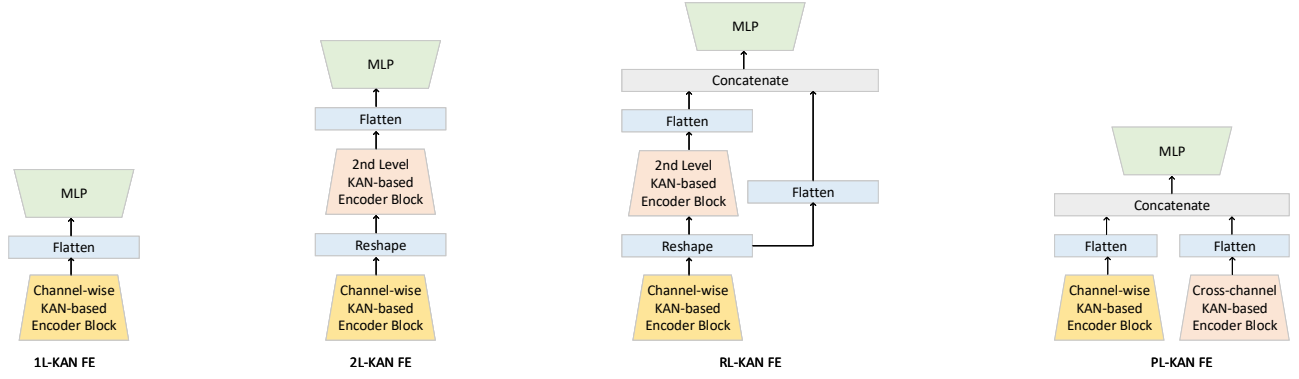 MLP
Flatten
Channel-wise
KAN-based
Encoder Block
1L-KAN FE
MLP
Flatten
2nd Level
KAN-based
Encoder Block
Reshape
Channel-wise
KAN-based
Encoder Block
2L-KAN FE
MLP
Concatenate
Flatten
2nd Level
KAN-based
Encoder Block
Flatten
Reshape
Channel-wise
KAN-based
Encoder Block
RL-KAN FE
MLP
Concatenate
Flatten
Flatten
Channel-wise
KAN-based
Encoder Block
Cross-channel
KAN-based
Encoder Block
PL-KAN FE